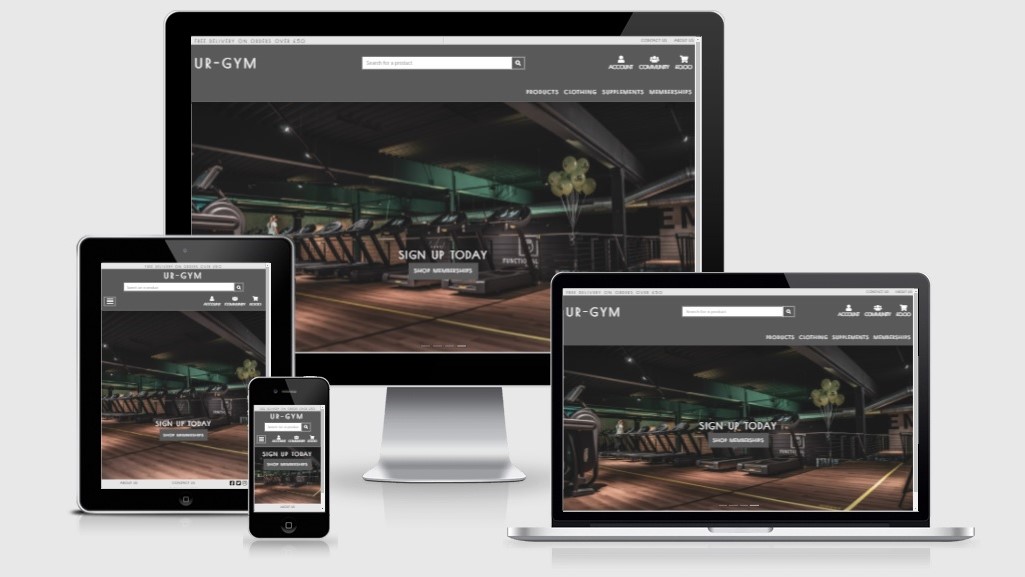 FREE DELIVERY ON ORDERS OVER £50
CONTACT US ABOUT US
UR-GYM
Search for a product
ACCOUNT COMMUNITY £0.00
PRODUCTS CLOTHING SUPPLEMENTS MEMBERSHIPS
SIGN UP TODAY
SHOP MEMBERSHIPS
FREE DELIVERY ON ORDERS OVER £50
UR-GYM
Search for a product
ACCOUNT COMMUNITY £0.00
SIGN UP TODAY
SHOP MEMBERSHIPS
ABOUT US CONTACT US
UR-GYM
ACCOUNT COMMUNITY £0.00
SIGN UP TODAY
SHOP MEMBERSHIPS
ABOUT US
FREE DELIVERY ON ORDERS OVER £50
CONTACT US ABOUT US
UR-GYM
Search for a product
ACCOUNT COMMUNITY £0.00
PRODUCTS CLOTHING SUPPLEMENTS MEMBERSHIPS
SIGN UP TODAY
SHOP MEMBERSHIPS